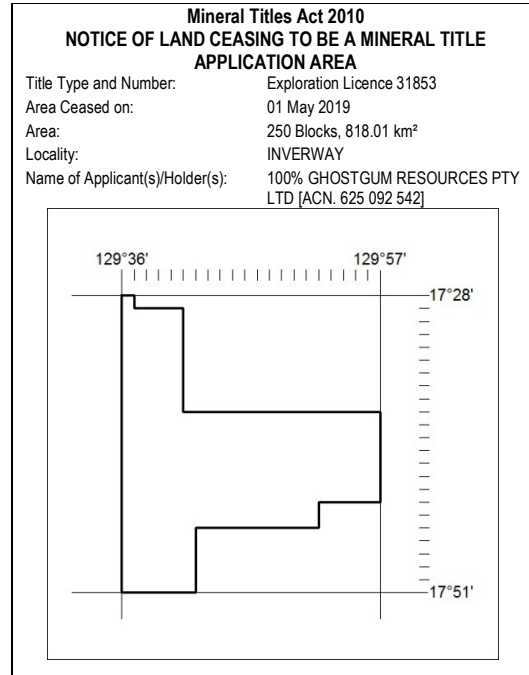 Mineral Titles Act 2010
NOTICE OF LAND CEASING TO BE A MINERAL TITLE
APPLICATION AREA
Title Type and Number: Exploration Licence 31853
Area Ceased on: 01 May 2019
Area: 250 Blocks, 818.01 km²
Locality: INVERWAY
Name of Applicant(s)/Holder(s): 100% GHOSTGUM RESOURCES PTY
LTD [ACN. 625 092 542]
129°36' 129°57'
17°28'
17°51'